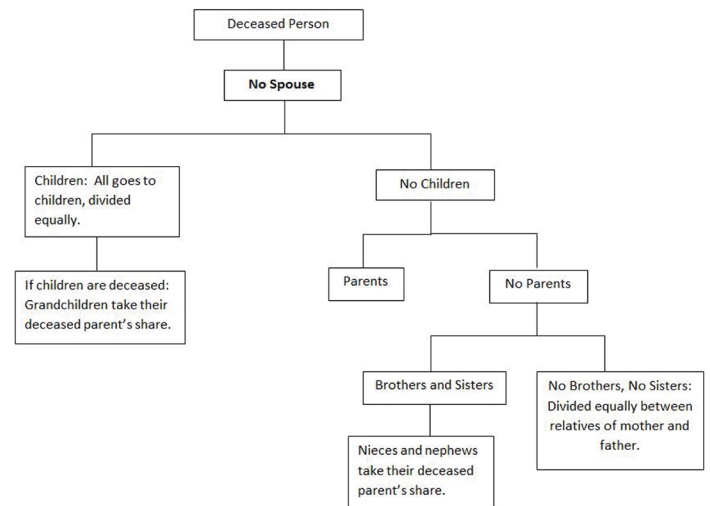 Deceased Person
No Spouse
Children: All goes to
children, divided
equally.
No Children
If children are deceased:
Grandchildren take their
deceased parent's share.
Parents
No Parents
Brothers and Sisters
No Brothers, No Sisters:
Divided equally between
relatives of mother and
father.
Nieces and nephews
take their deceased
parent's share.